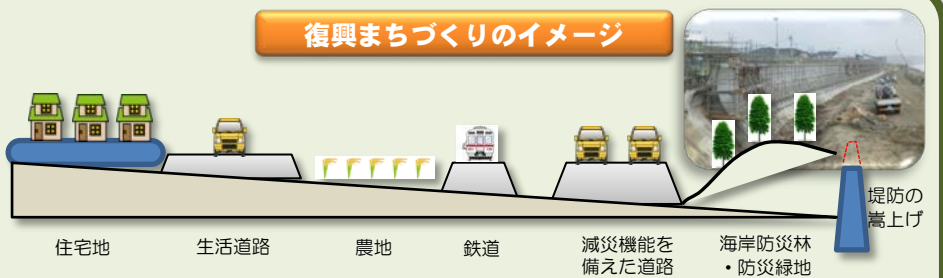 復興まちづくりのイメージ
堤防の
嵩上げ
住宅地
生活道路
農地
鉄道
減災機能を
備えた道路
海岸防災林
・防災緑地